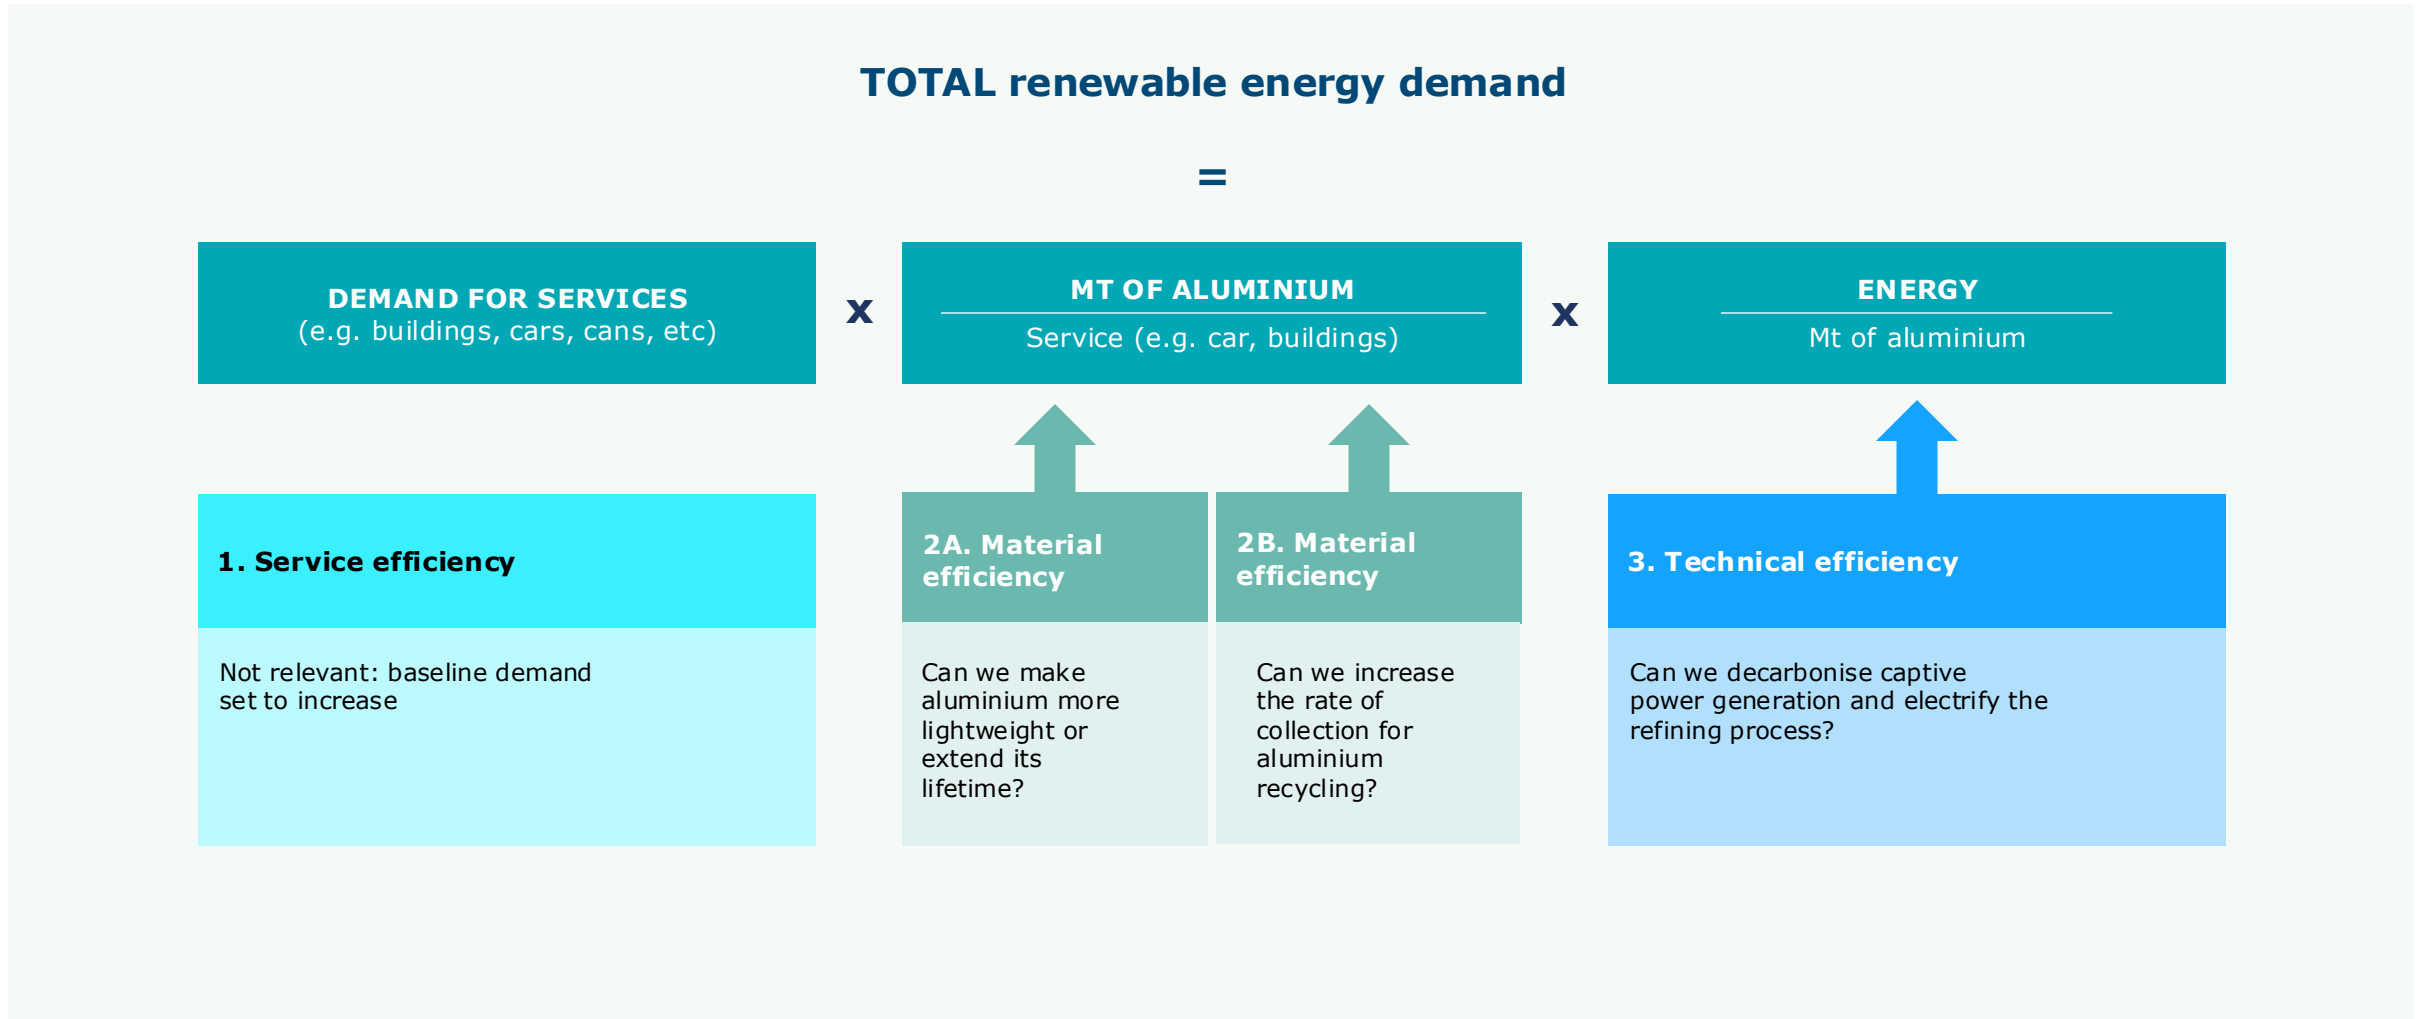 TOTAL renewable energy demand
=
DEMAND FOR SERVICES
(e.g. buildings, cars, cans, etc)
x
MT OF ALUMINIUM
Service (e.g. car, buildings)
x
ENERGY
Mt of aluminium
1. Service efficiency
Not relevant: baseline demand
set to increase
2A. Material
efficiency
Can we make
aluminium more
lightweight or
extend its
lifetime?
2B. Material
efficiency
Can we increase
the rate of
collection for
aluminium
recycling?
3. Technical efficiency
Can we decarbonise captive
power generation and electrify the
refining process?